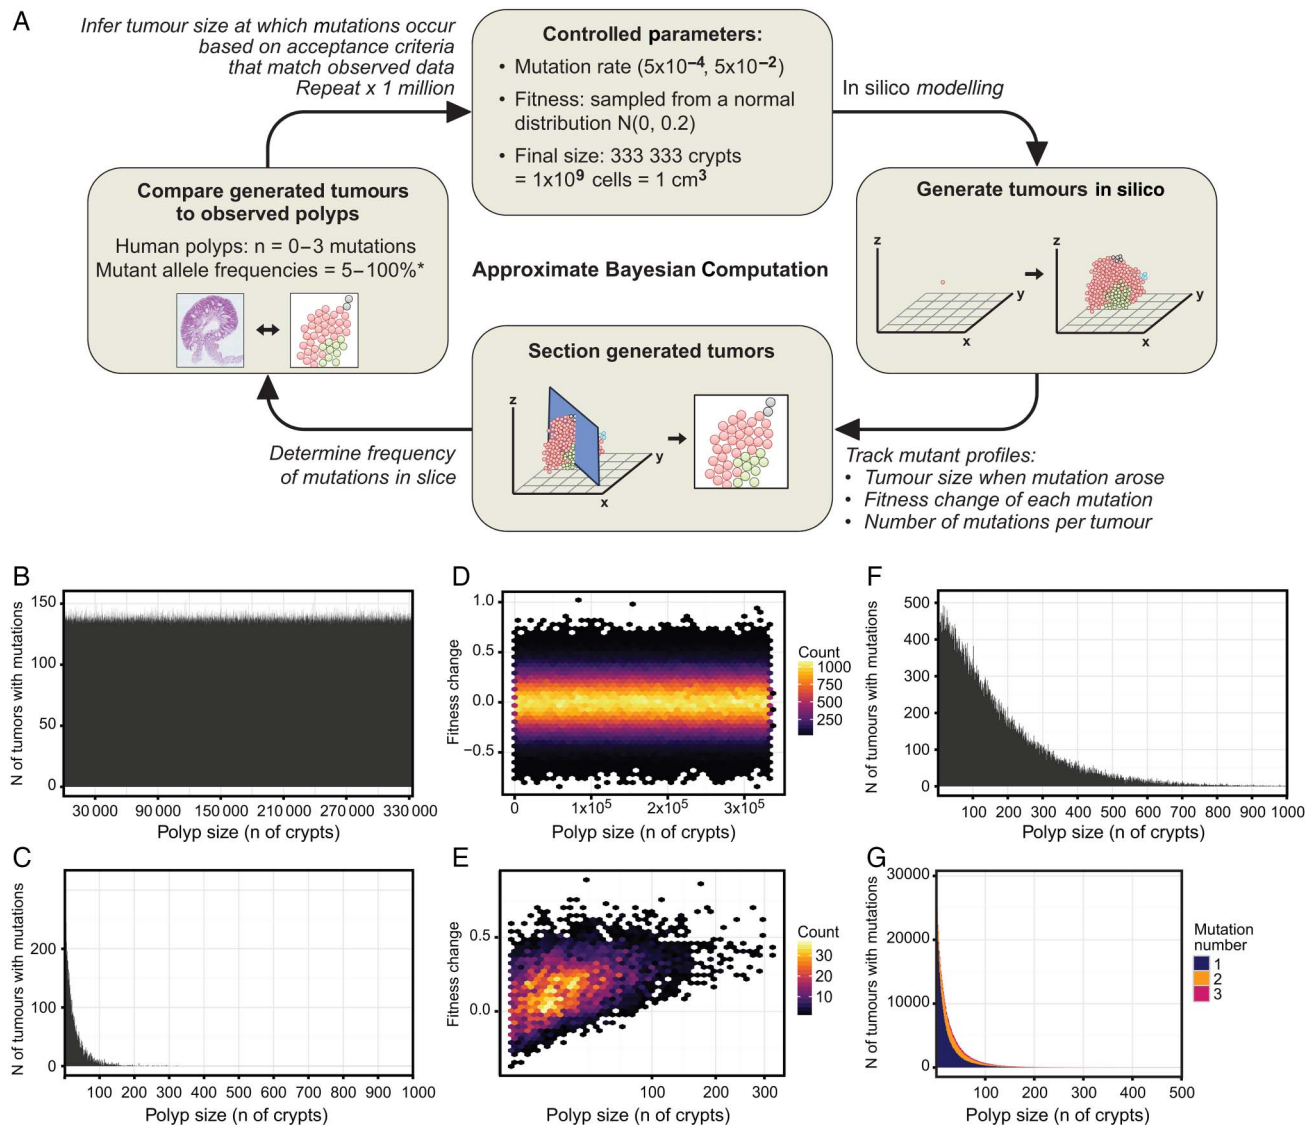 A
Infer tumour size at which mutations occur
based on acceptance criteria
that match observed data
Repeat x 1 million
Controlled parameters:
• Mutation rate (5x10⁻⁴, 5x10⁻²)
• Fitness: sampled from a normal
distribution N(0, 0.2)
• Final size: 333 333 crypts
= 1x10⁹ cells = 1 cm³
In silico modelling
Compare generated tumours
to observed polyps
Human polyps: n = 0–3 mutations
Mutant allele frequencies = 5–100%*
Approximate Bayesian Computation
Generate tumours in silico
z
y
x
z
y
x
Section generated tumors
z
y
x
Determine frequency
of mutations in slice
Track mutant profiles:
• Tumour size when mutation arose
• Fitness change of each mutation
• Number of mutations per tumour
B
N of tumours with mutations
150
100
50
0
30 000 90 000 150 000 210 000 270 000 330 000
Polyp size (n of crypts)
D
Fitness change
1.0
0.5
0.0
−0.5
0 1x10⁵ 2x10⁵ 3x10⁵
Polyp size (n of crypts)
Count
1000
750
500
250
F
N of tumours with mutations
500
400
300
200
100
0
100 200 300 400 500 600 700 800 900 1000
Polyp size (n of crypts)
C
N of tumours with mutations
200
100
0
100 200 300 400 500 600 700 800 900 1000
Polyp size (n of crypts)
E
Fitness change
0.5
0.0
100 200 300
Polyp size (n of crypts)
Count
30
20
10
G
N of tumours with mutations
30000
20000
10000
0
100 200 300 400 500
Polyp size (n of crypts)
Mutation
number
1
2
3